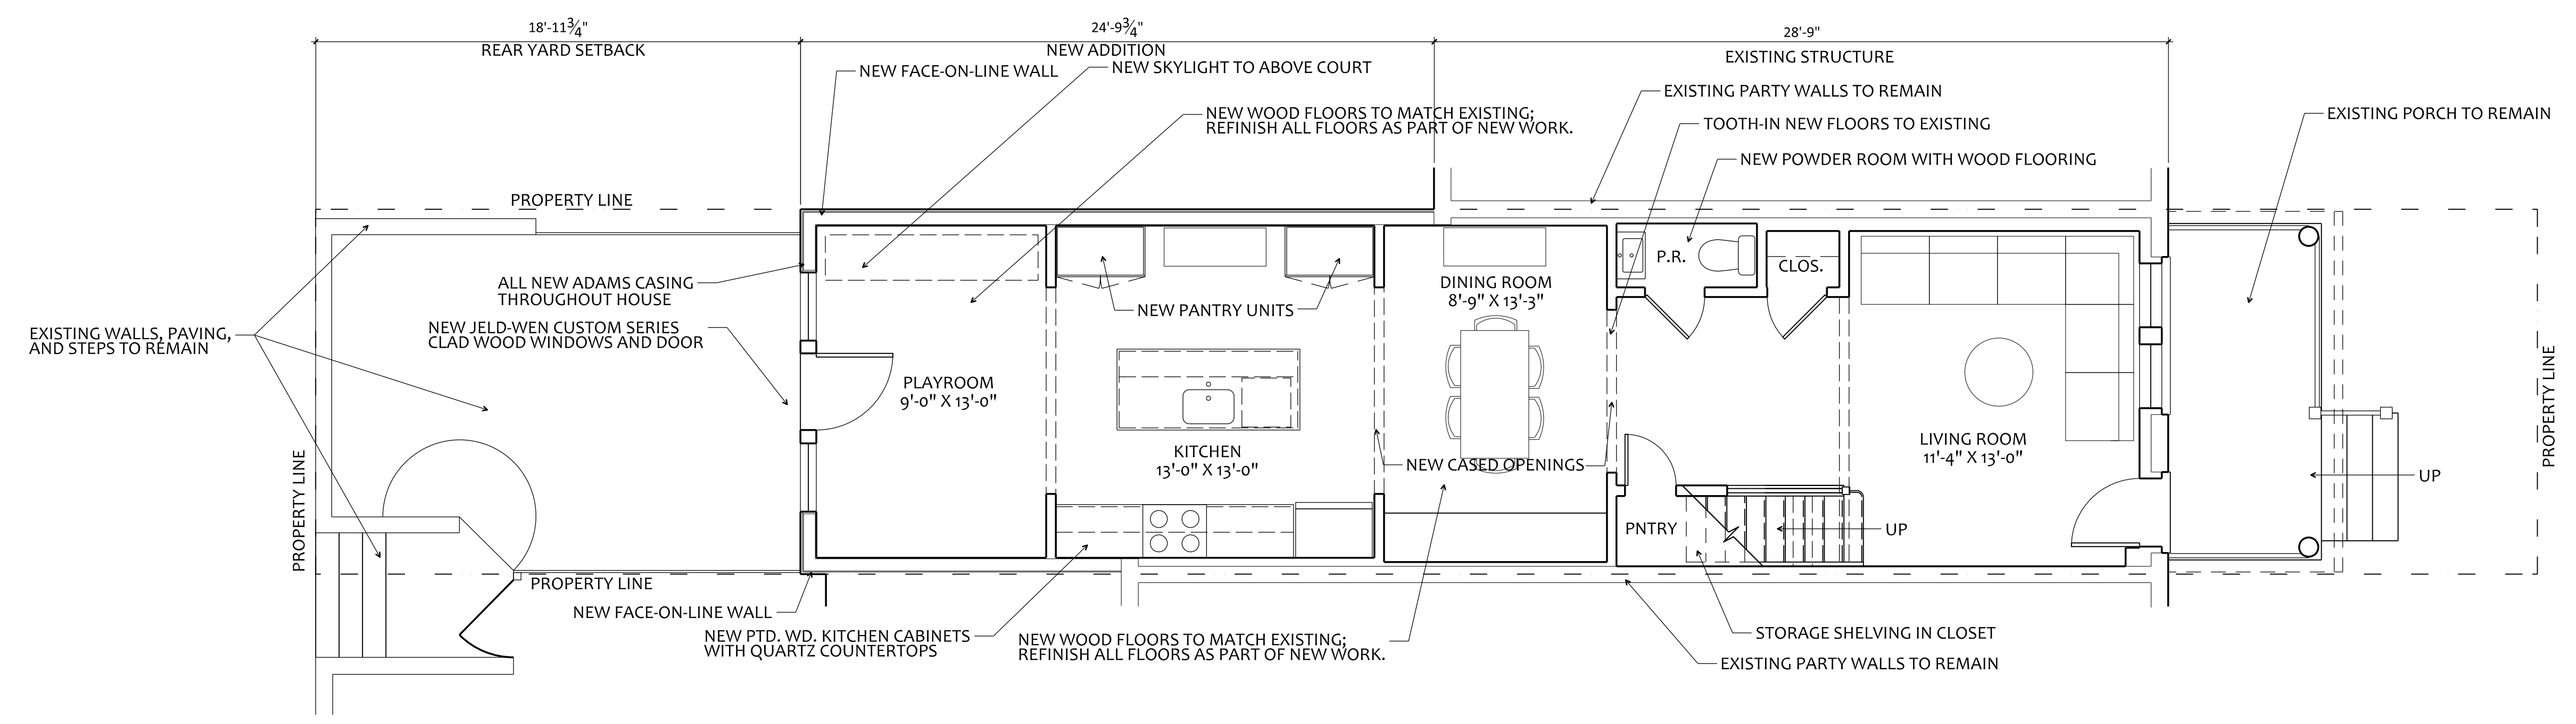 18'-11 3/4"
REAR YARD SETBACK
24'-9 3/4"
NEW ADDITION
28'-9"
EXISTING STRUCTURE
NEW FACE-ON-LINE WALL
NEW SKYLIGHT TO ABOVE COURT
NEW WOOD FLOORS TO MATCH EXISTING;
REFINISH ALL FLOORS AS PART OF NEW WORK.
EXISTING PARTY WALLS TO REMAIN
TOOTH-IN NEW FLOORS TO EXISTING
NEW POWDER ROOM WITH WOOD FLOORING
EXISTING PORCH TO REMAIN
PROPERTY LINE
ALL NEW ADAMS CASING
THROUGHOUT HOUSE
NEW JELD-WEN CUSTOM SERIES
CLAD WOOD WINDOWS AND DOOR
EXISTING WALLS, PAVING,
AND STEPS TO REMAIN
NEW PANTRY UNITS
DINING ROOM
8'-9" X 13'-3"
P.R.
CLOS.
PLAYROOM
9'-0" X 13'-0"
KITCHEN
13'-0" X 13'-0"
NEW CASED OPENINGS
LIVING ROOM
11'-4" X 13'-0"
PROPERTY LINE
UP
PNTRY
UP
PROPERTY LINE
PROPERTY LINE
NEW FACE-ON-LINE WALL
NEW PTD. WD. KITCHEN CABINETS
WITH QUARTZ COUNTERTOPS
NEW WOOD FLOORS TO MATCH EXISTING;
REFINISH ALL FLOORS AS PART OF NEW WORK.
STORAGE SHELVING IN CLOSET
EXISTING PARTY WALLS TO REMAIN